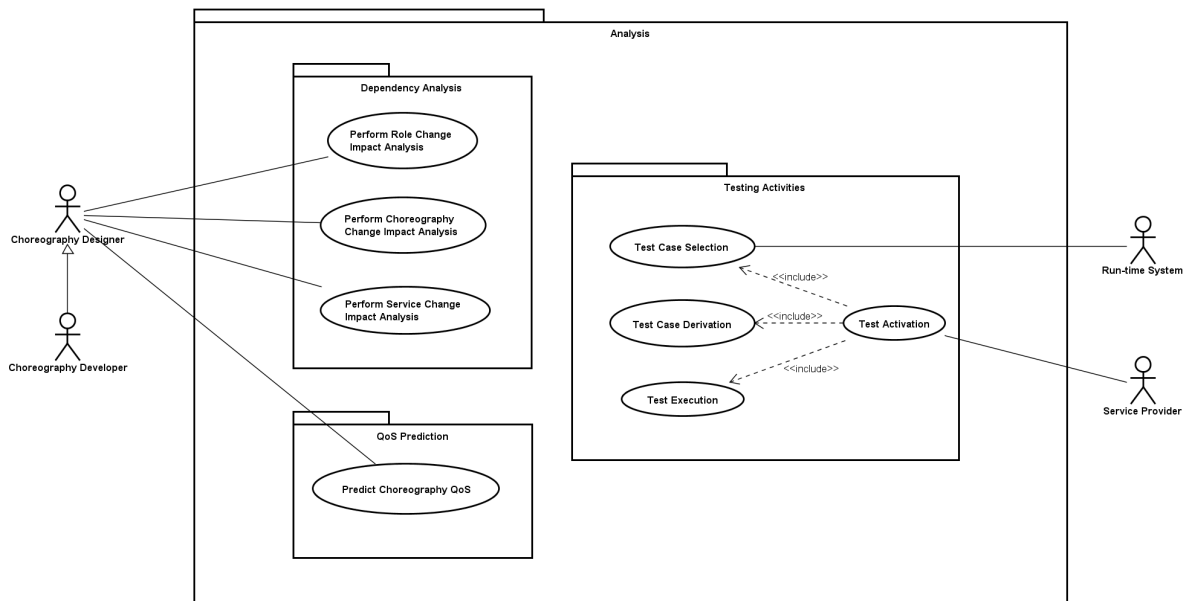 Analysis
Dependency Analysis
Perform Role Change
Impact Analysis
Perform Choreography
Change Impact Analysis
Perform Service Change
Impact Analysis
QoS Prediction
Predict Choreography QoS
Testing Activities
Test Case Selection
<<include>>
Test Case Derivation
<<include>>
Test Activation
<<include>>
Test Execution
Choreography Designer
Choreography Developer
Run-time System
Service Provider